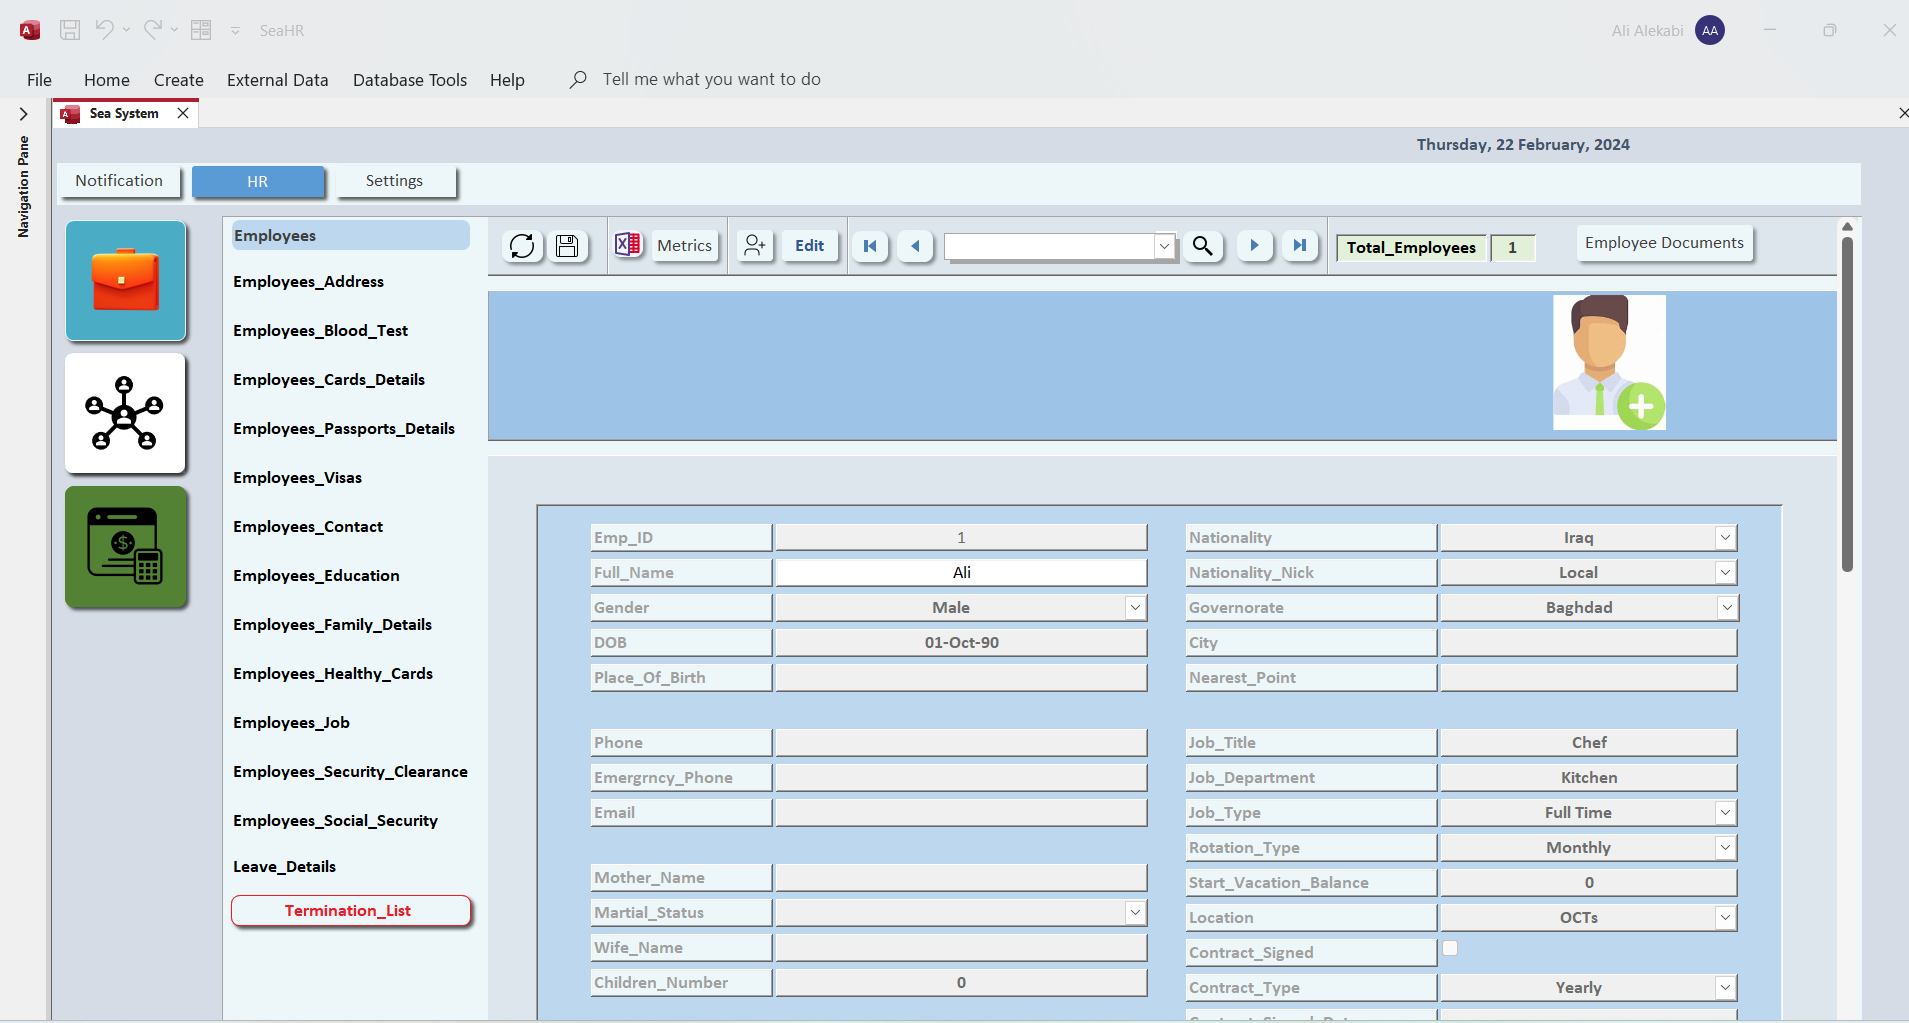 SeaHR
Ali Alekabi AA
File Home Create External Data Database Tools Help Tell me what you want to do
Navigation Pane
Sea System
Thursday, 22 February, 2024
Notification HR Settings
Metrics Edit Total_Employees 1 Employee Documents
Employees
Employees_Address
Employees_Blood_Test
Employees_Cards_Details
Employees_Passports_Details
Employees_Visas
Employees_Contact
Employees_Education
Employees_Family_Details
Employees_Healthy_Cards
Employees_Job
Employees_Security_Clearance
Employees_Social_Security
Leave_Details
Termination_List
Emp_ID 1
Full_Name Ali
Gender Male
DOB 01-Oct-90
Place_Of_Birth
Phone
Emergrncy_Phone
Email
Mother_Name
Martial_Status
Wife_Name
Children_Number 0
Nationality Iraq
Nationality_Nick Local
Governorate Baghdad
City
Nearest_Point
Job_Title Chef
Job_Department Kitchen
Job_Type Full Time
Rotation_Type Monthly
Start_Vacation_Balance 0
Location OCTs
Contract_Signed
Contract_Type Yearly